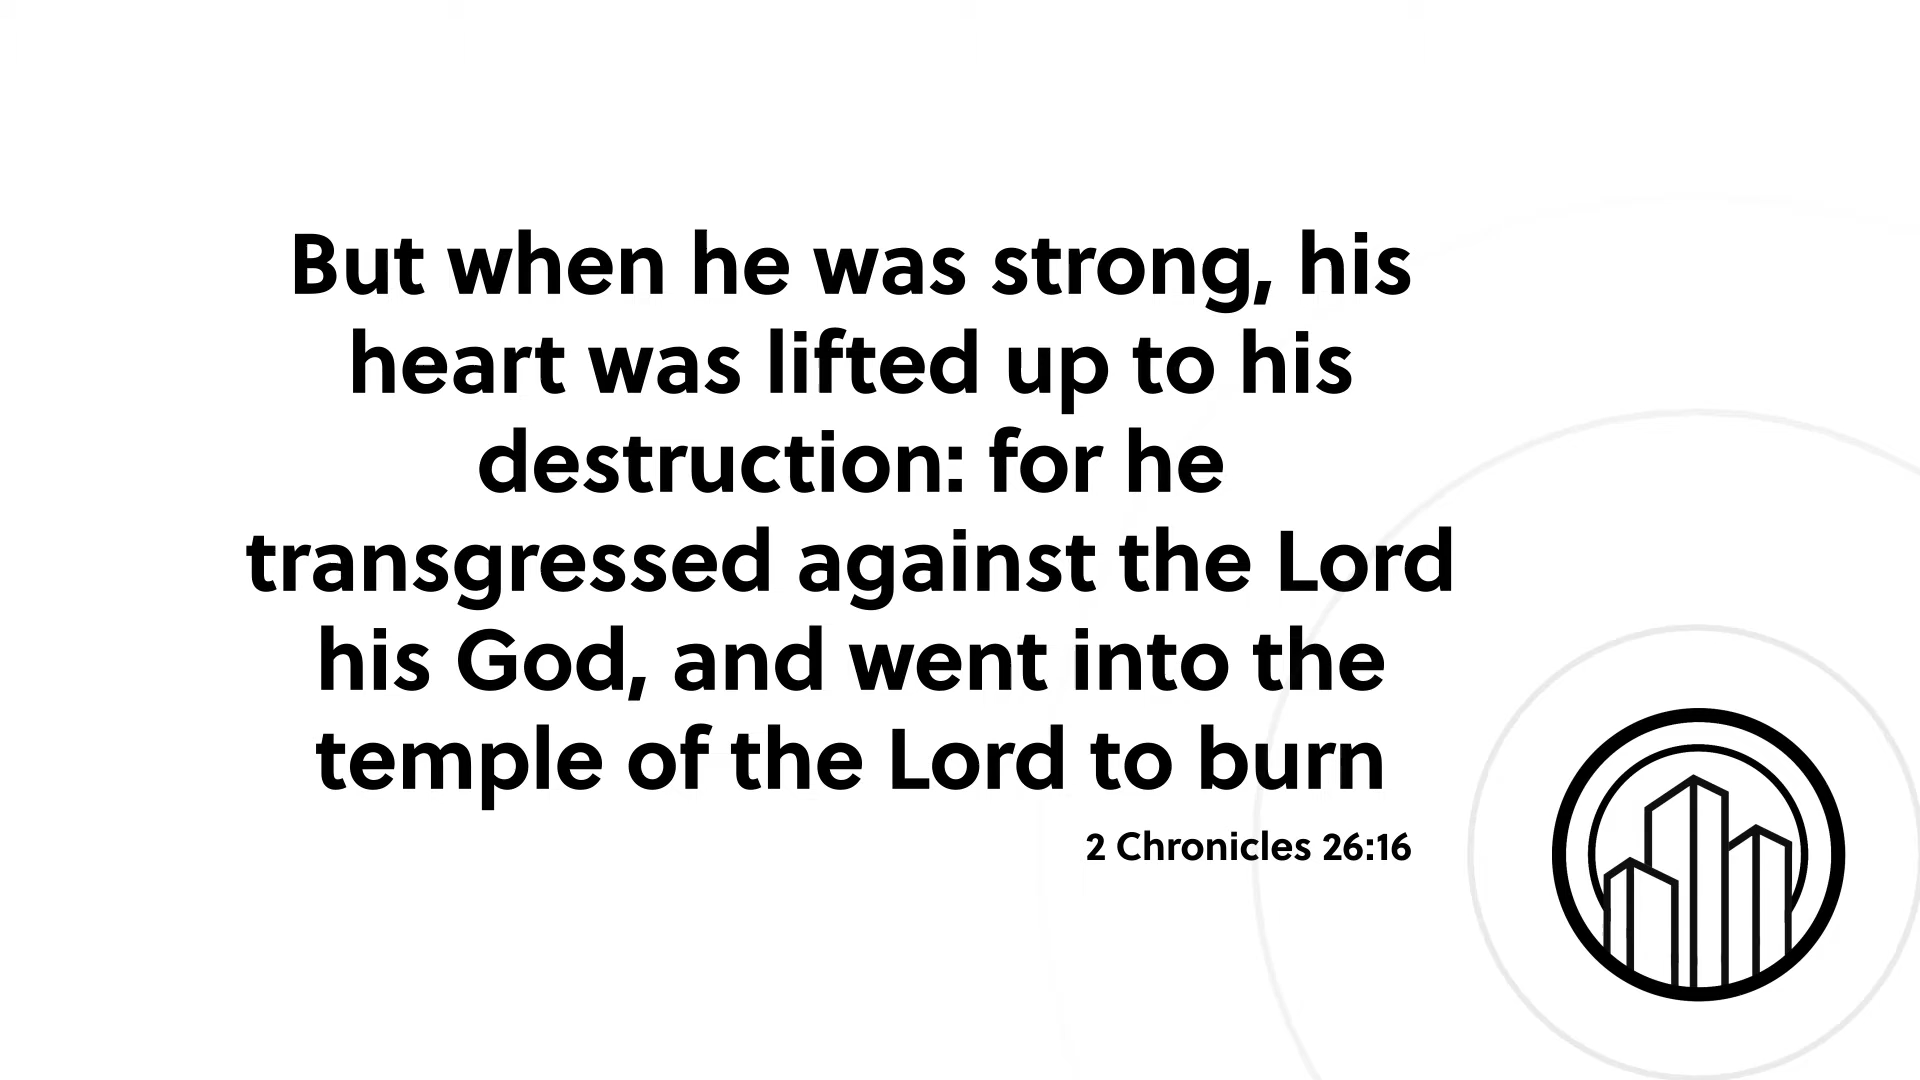 But when he was strong, his
heart was lifted up to his
destruction: for he
transgressed against the Lord
his God, and went into the
temple of the Lord to burn
2 Chronicles 26:16